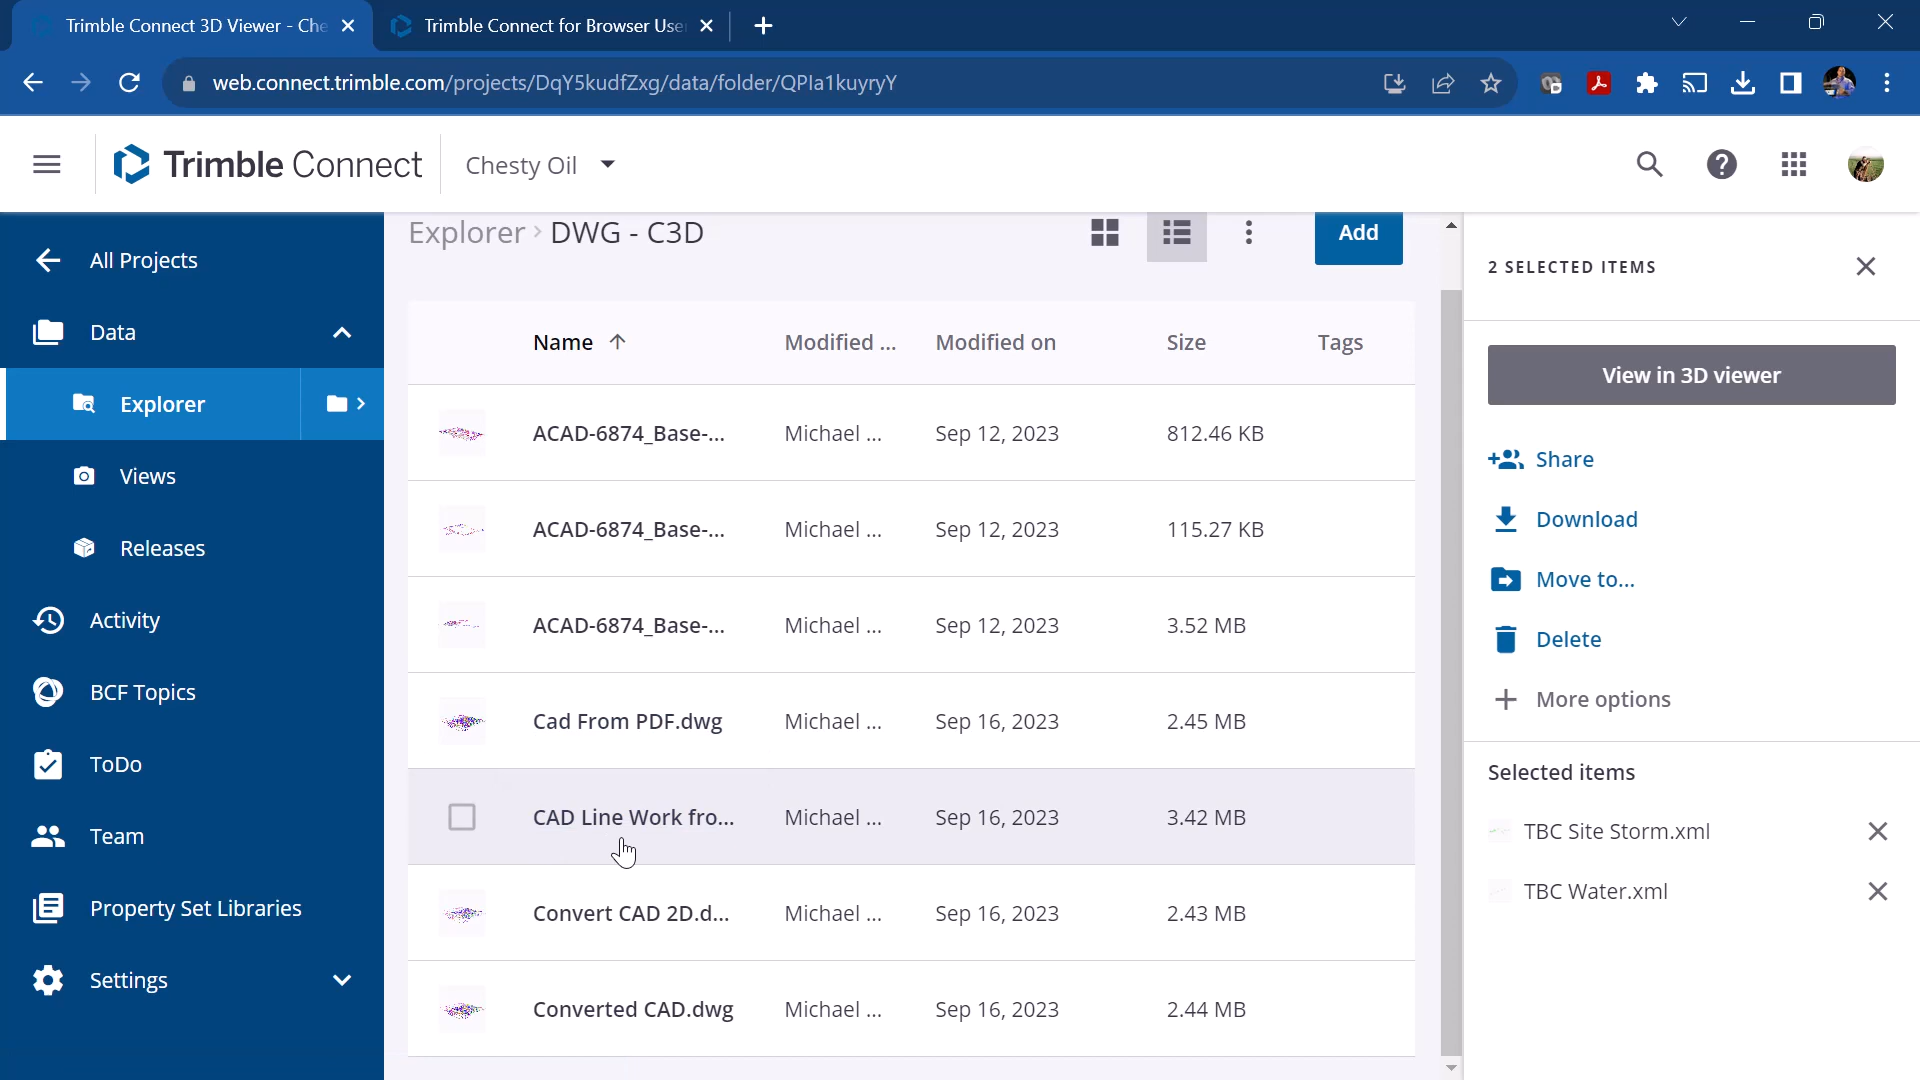 Trimble Connect 3D Viewer - Che
Trimble Connect for Browser Use
web.connect.trimble.com/projects/DqY5kudfZxg/data/folder/QPIa1kuyryY
Trimble Connect
Chesty Oil
All Projects
Data
Explorer
Views
Releases
Activity
BCF Topics
ToDo
Team
Property Set Libraries
Settings
Explorer > DWG - C3D
Add
Name Modified ... Modified on Size Tags
ACAD-6874_Base-... Michael ... Sep 12, 2023 812.46 KB
ACAD-6874_Base-... Michael ... Sep 12, 2023 115.27 KB
ACAD-6874_Base-... Michael ... Sep 12, 2023 3.52 MB
Cad From PDF.dwg Michael ... Sep 16, 2023 2.45 MB
CAD Line Work fro... Michael ... Sep 16, 2023 3.42 MB
Convert CAD 2D.d... Michael ... Sep 16, 2023 2.43 MB
Converted CAD.dwg Michael ... Sep 16, 2023 2.44 MB
2 SELECTED ITEMS
View in 3D viewer
Share
Download
Move to...
Delete
More options
Selected items
TBC Site Storm.xml
TBC Water.xml